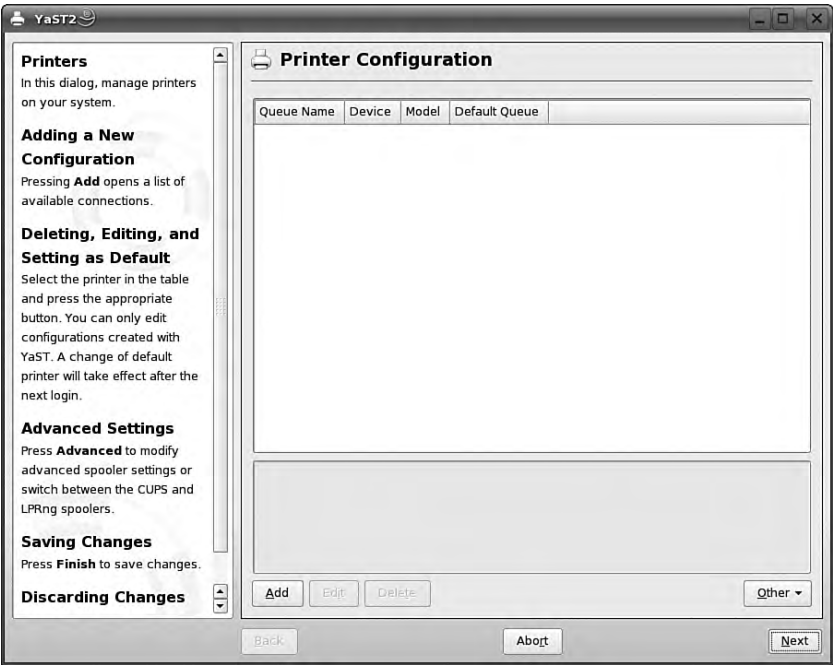 YaST2
Printers
In this dialog, manage printers
on your system.
Adding a New
Configuration
Pressing Add opens a list of
available connections.
Deleting, Editing, and
Setting as Default
Select the printer in the table
and press the appropriate
button. You can only edit
configurations created with
YaST. A change of default
printer will take effect after the
next login.
Advanced Settings
Press Advanced to modify
advanced spooler settings or
switch between the CUPS and
LPRng spoolers.
Saving Changes
Press Finish to save changes.
Discarding Changes
Printer Configuration
Queue Name Device Model Default Queue
Add Edit Delete Other
Back Abort Next